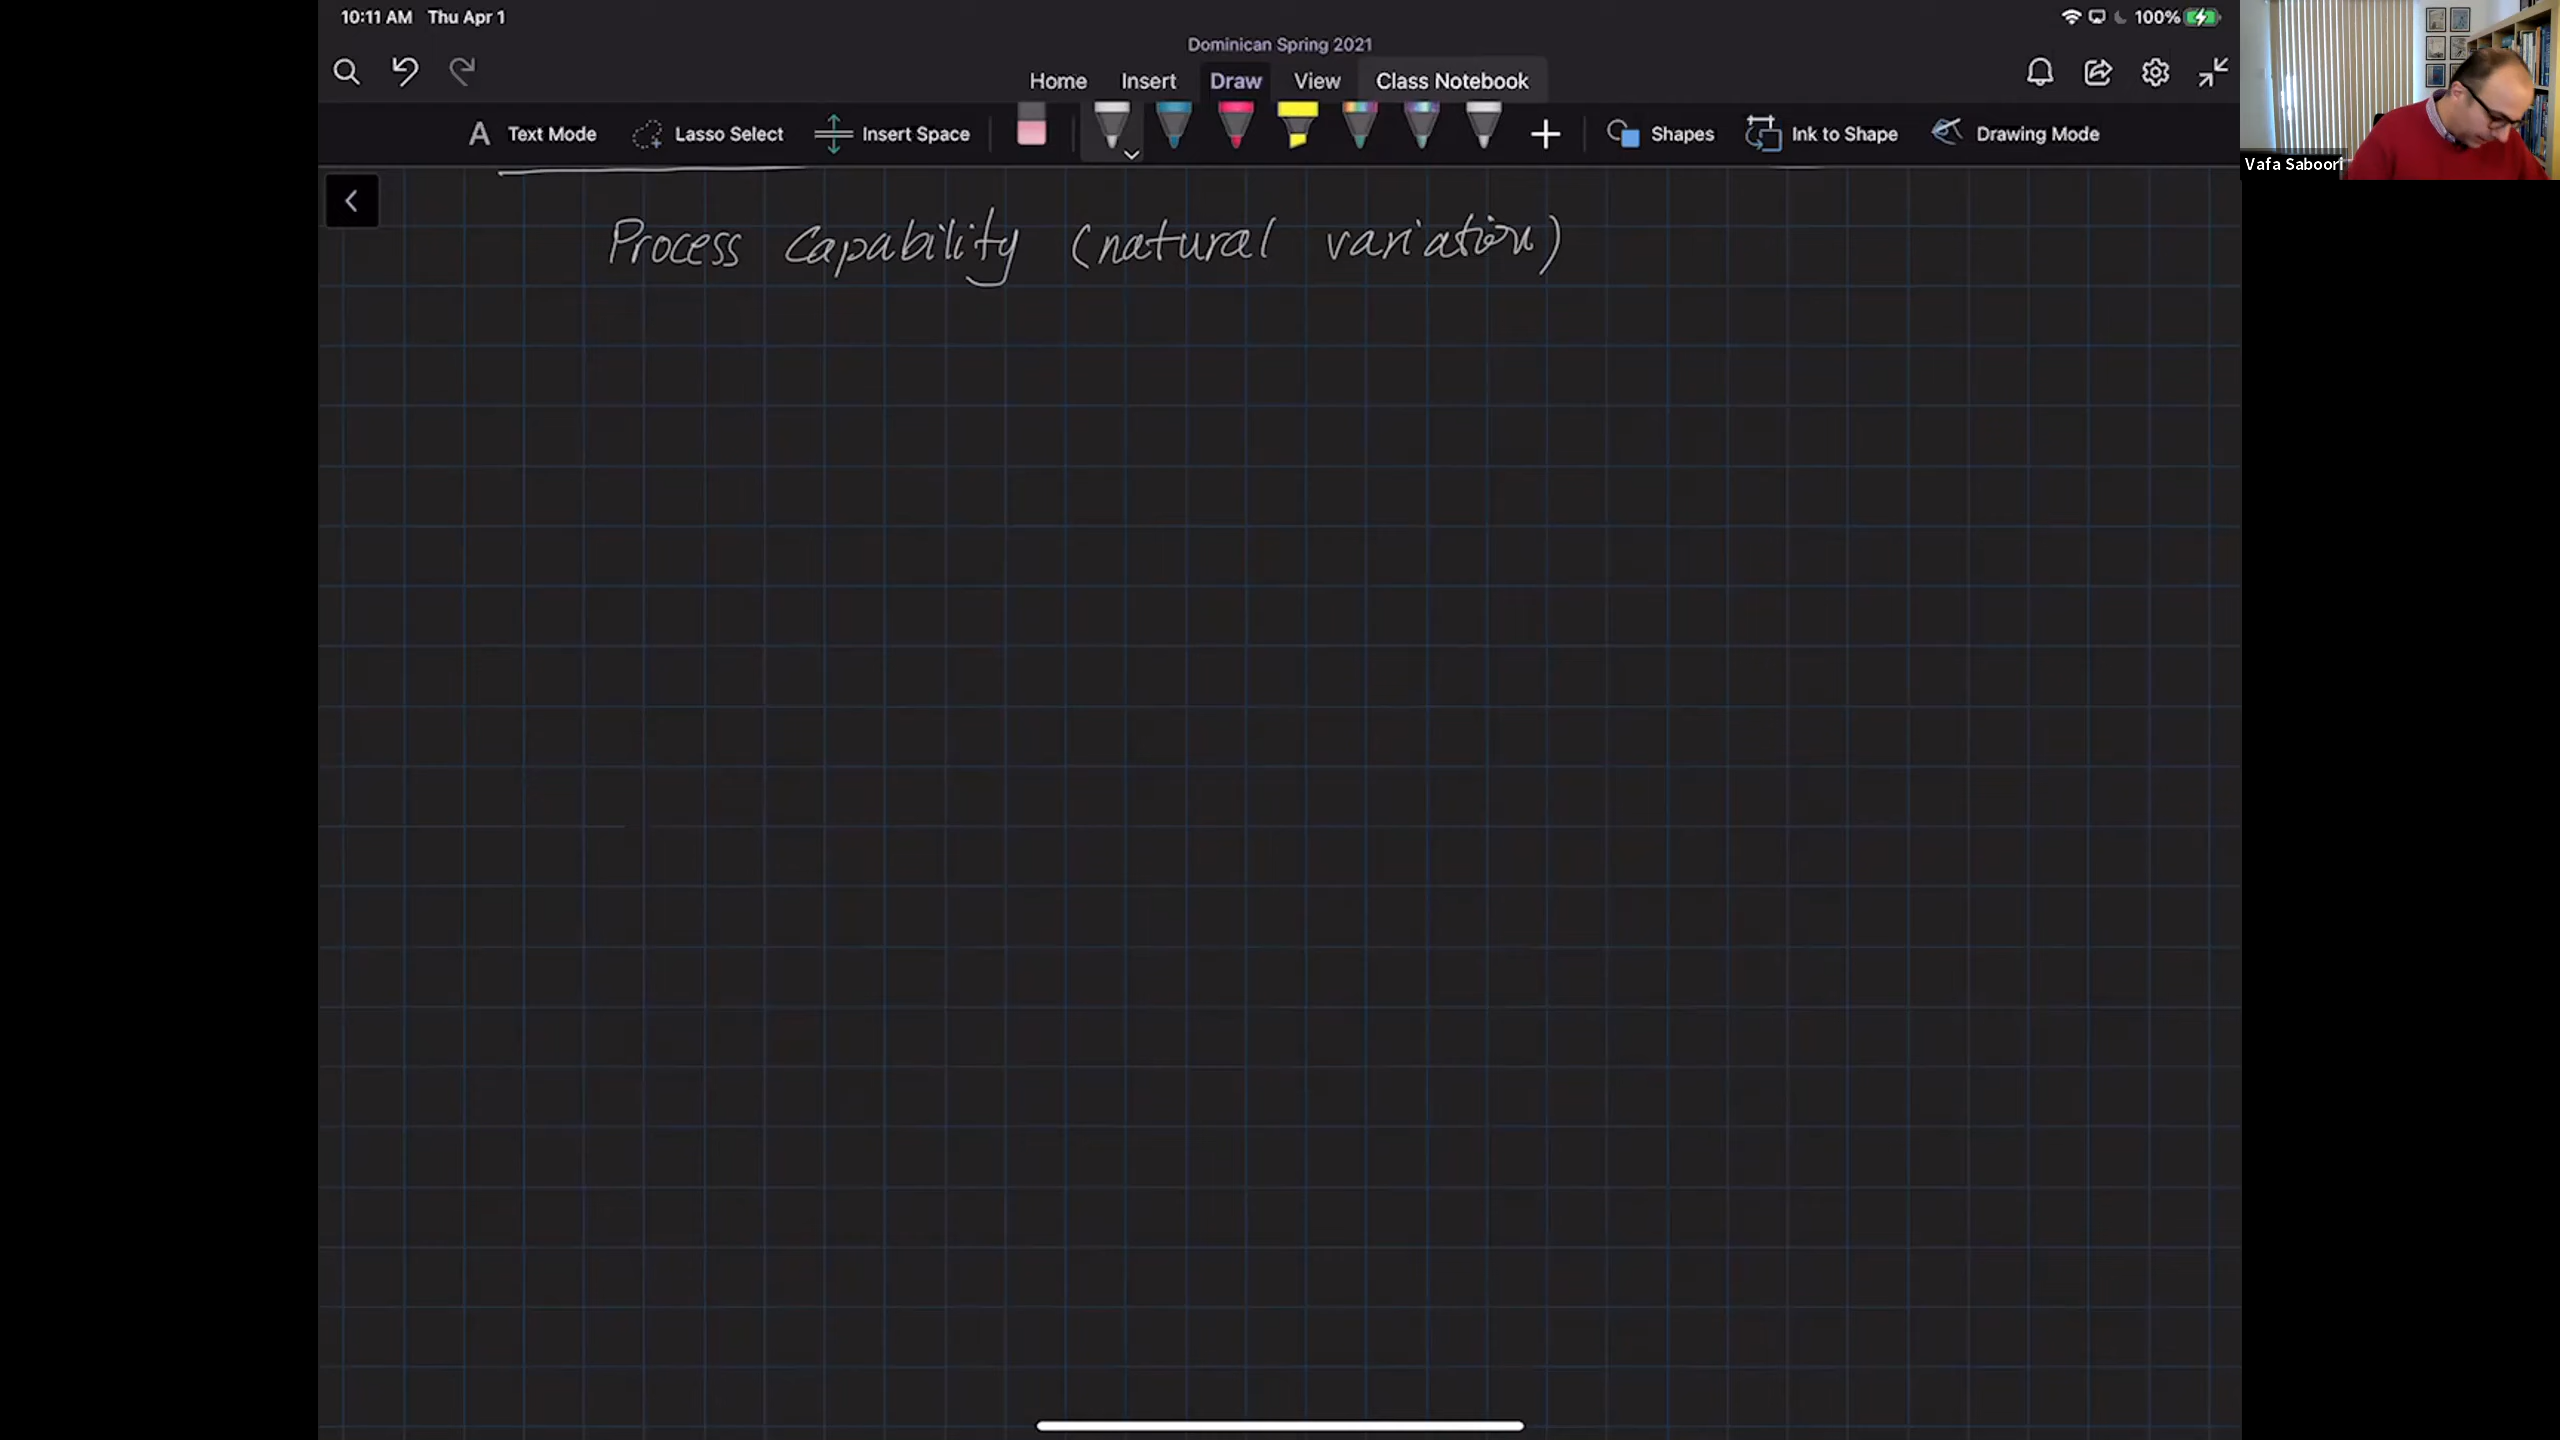 10:11 AM Thu Apr 1
100%
Dominican Spring 2021
Home Insert Draw View Class Notebook
A Text Mode Lasso Select Insert Space Shapes Ink to Shape Drawing Mode
Vafa Saboori
Process Capability (natural variation)